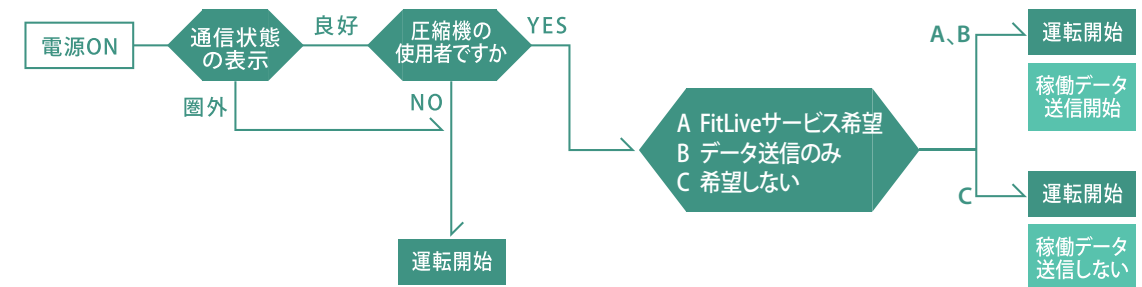 電源ON
通信状態
の表示
良好
圏外
圧縮機の
使用者ですか
YES
NO
運転開始
A FitLiveサービス希望
B データ送信のみ
C 希望しない
A、B
運転開始
稼働データ
送信開始
C
運転開始
稼働データ
送信しない